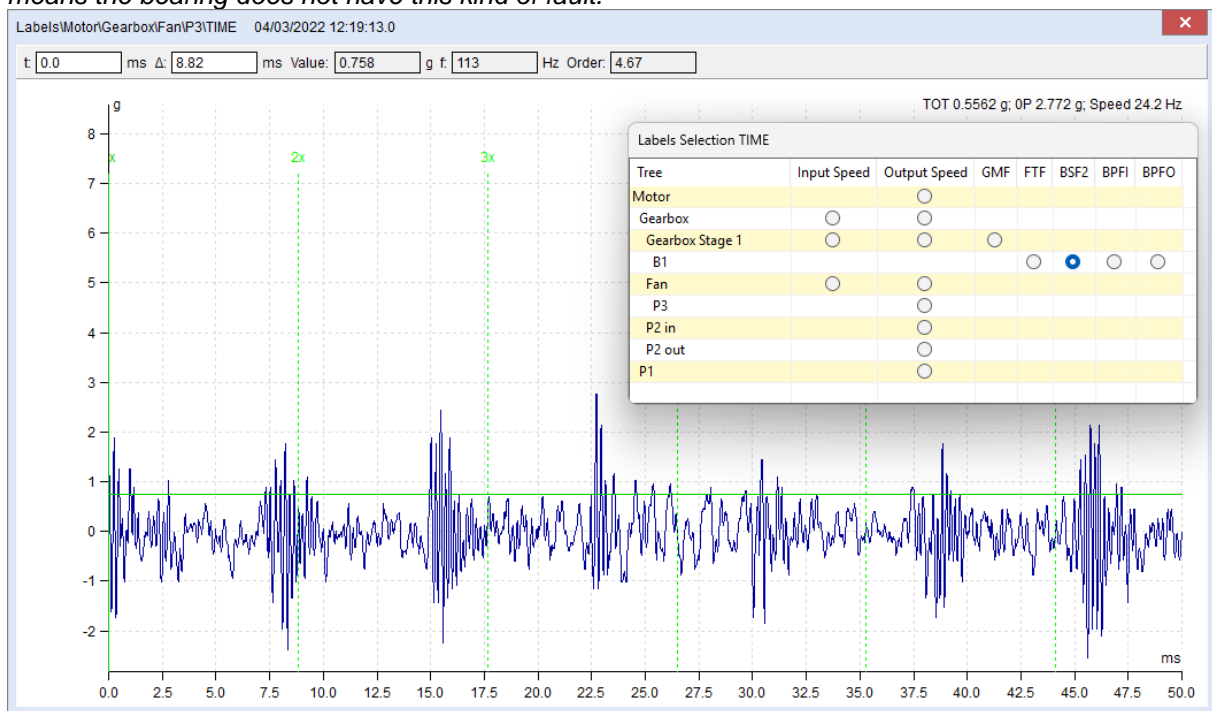 means the bearing does not have this kind of fault.
Labels\Motor\Gearbox\Fan\P3\TIME 04/03/2022 12:19:13.0
t: 0.0 ms Δ: 8.82 ms Value: 0.758 g f: 113 Hz Order: 4.67
g
TOT 0.5562 g; 0P 2.772 g; Speed 24.2 Hz
x 2x 3x
8
7
6
5
4
3
2
1
0
-1
-2
Labels Selection TIME
Tree Input Speed Output Speed GMF FTF BSF2 BPFI BPFO
Motor
Gearbox
Gearbox Stage 1
B1
Fan
P3
P2 in
P2 out
P1
ms
0.0 2.5 5.0 7.5 10.0 12.5 15.0 17.5 20.0 22.5 25.0 27.5 30.0 32.5 35.0 37.5 40.0 42.5 45.0 47.5 50.0